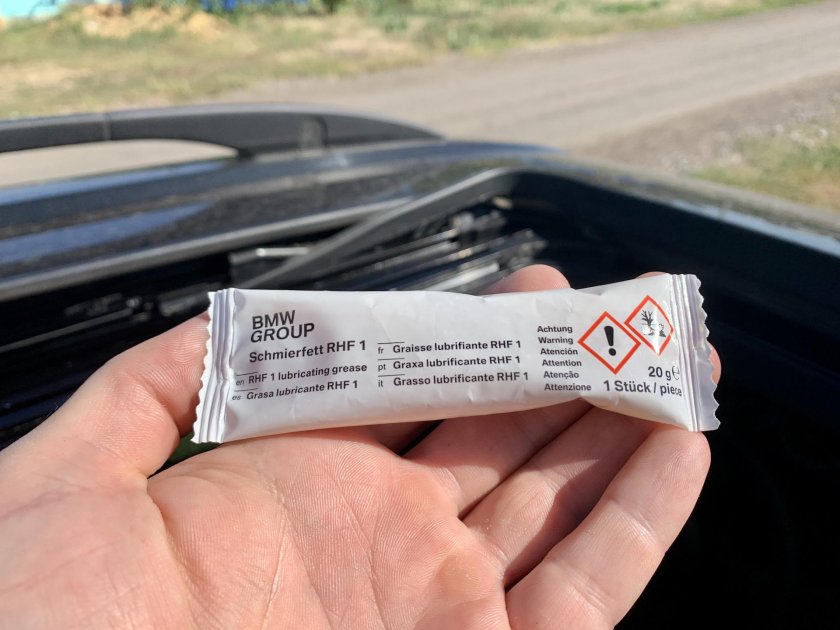 BMW
GROUP
Schmierfett RHF 1
en RHF 1 lubricating grease
es Grasa lubricante RHF 1
fr Graisse lubrifiante RHF 1
pt Graxa lubrificante RHF 1
it Grasso lubrificante RHF 1
Achtung
Warning
Atención
Attention
Atenção
Attenzione
!
20 g ℮
1 Stück / piece